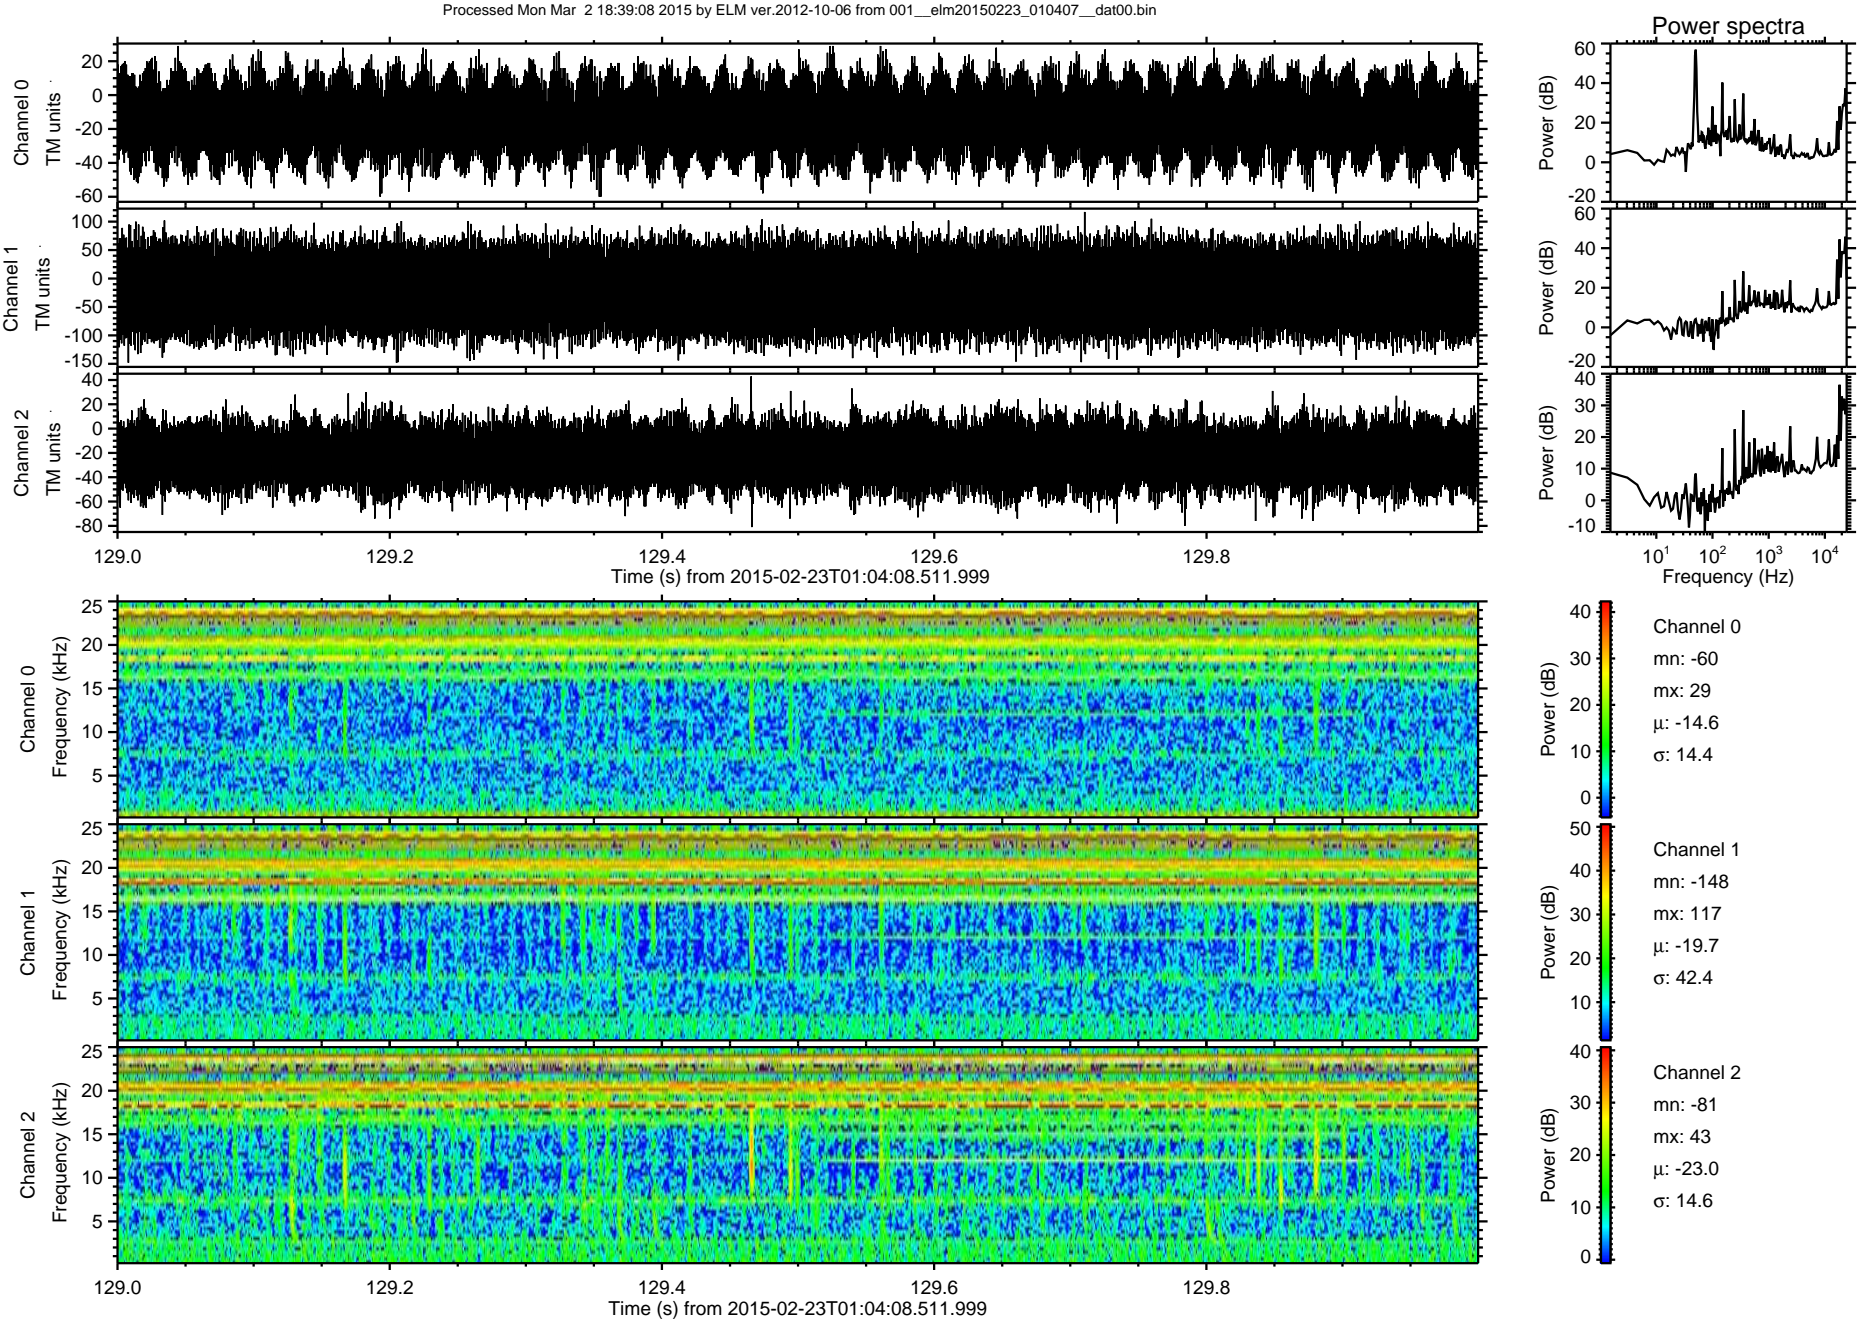 Processed Mon Mar  2 18:39:08 2015 by ELM ver.2012-10-06 from 001__elm20150223_010407__dat00.bin
Power spectra
Channel 0
TM units
20
0
-20
-40
-60
Power (dB)
60
40
20
0
-20
Channel 1
TM units
100
50
0
-50
-100
-150
Power (dB)
60
40
20
0
-20
Channel 2
TM units
40
20
0
-20
-40
-60
-80
Power (dB)
40
30
20
10
0
-10
129.0 129.2 129.4 129.6 129.8
Time (s) from 2015-02-23T01:04:08.511.999
10¹ 10² 10³ 10⁴
Frequency (Hz)
Channel 0
Frequency (kHz)
25
20
15
10
5
Power (dB)
40
30
20
10
0
Channel 0
mn: -60
mx: 29
μ: -14.6
σ: 14.4
Channel 1
Frequency (kHz)
25
20
15
10
5
Power (dB)
50
40
30
20
10
Channel 1
mn: -148
mx: 117
μ: -19.7
σ: 42.4
Channel 2
Frequency (kHz)
25
20
15
10
5
Power (dB)
40
30
20
10
0
Channel 2
mn: -81
mx: 43
μ: -23.0
σ: 14.6
129.0 129.2 129.4 129.6 129.8
Time (s) from 2015-02-23T01:04:08.511.999